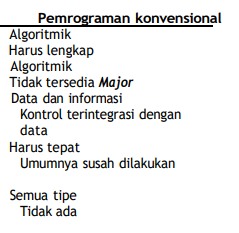 Pemrograman konvensional
Algoritmik
Harus lengkap
Algoritmik
Tidak tersedia Major
Data dan informasi
Kontrol terintegrasi dengan
data
Harus tepat
Umumnya susah dilakukan
Semua tipe
Tidak ada